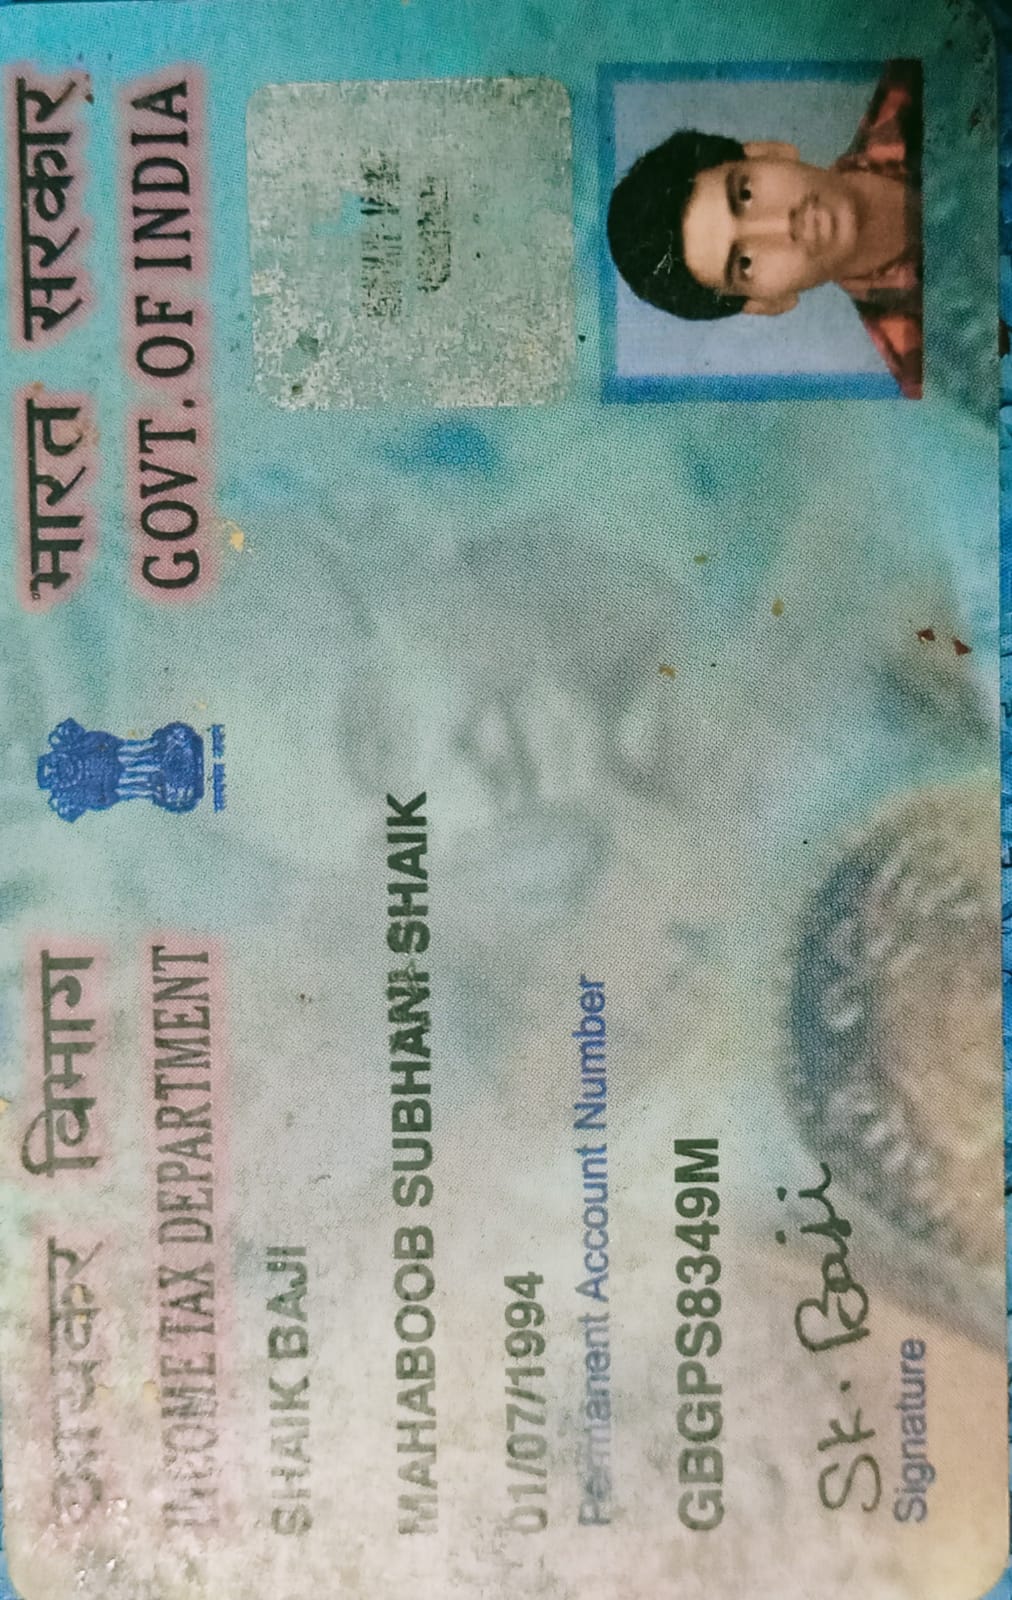 आयकर विभाग
INCOME TAX DEPARTMENT
सत्यमेव जयते
भारत सरकार
GOVT. OF INDIA
SHAIK BAJI
MAHABOOB SUBHANI SHAIK
01/07/1994
Permanent Account Number
GBGPS8349M
Sk. Baji
Signature